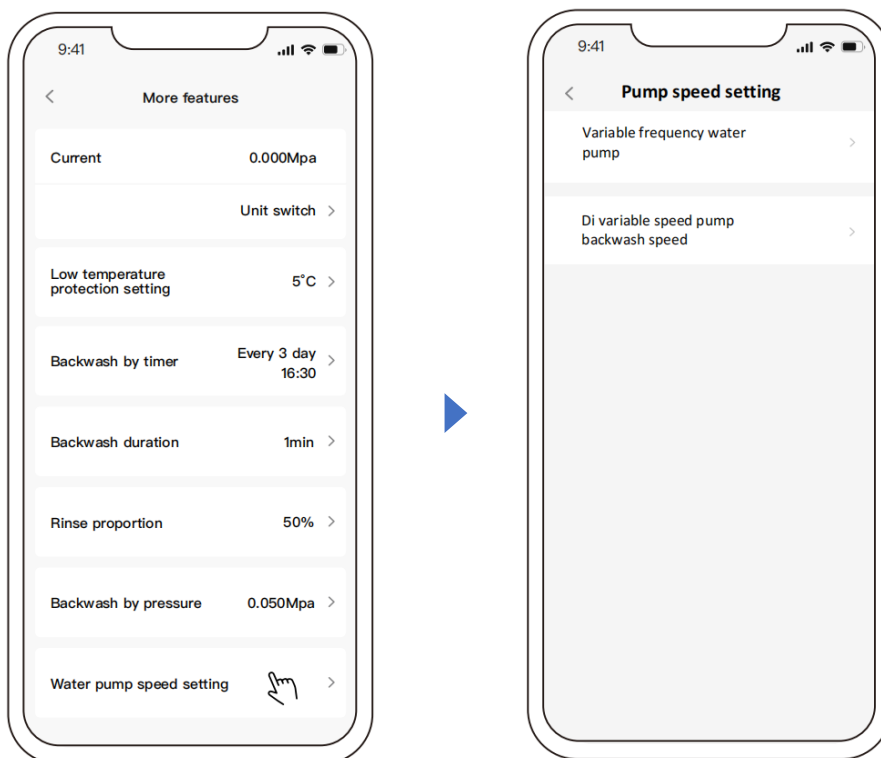 9:41
More features
Current 0.000Mpa
Unit switch
Low temperature
protection setting 5°C
Backwash by timer Every 3 day
16:30
Backwash duration 1min
Rinse proportion 50%
Backwash by pressure 0.050Mpa
Water pump speed setting
9:41
Pump speed setting
Variable frequency water
pump
Di variable speed pump
backwash speed